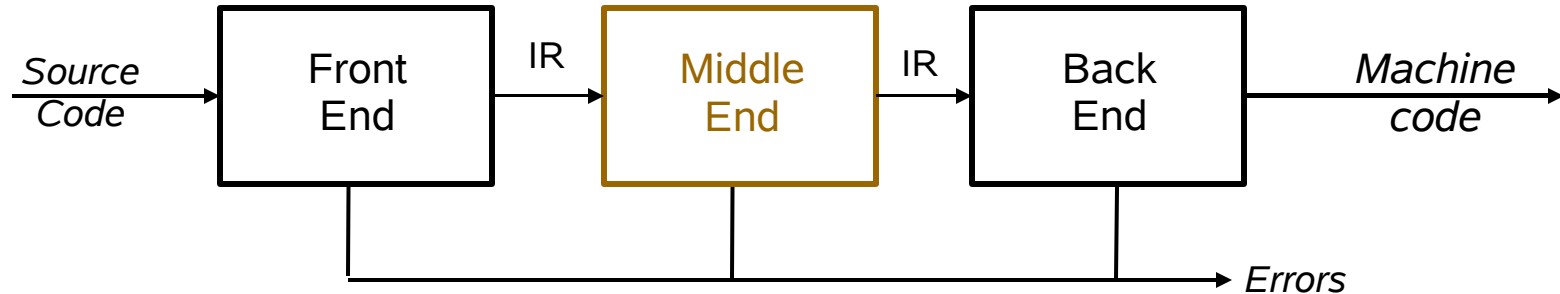 Source
Code
Front
End
IR
Middle
End
IR
Back
End
Machine
code
Errors